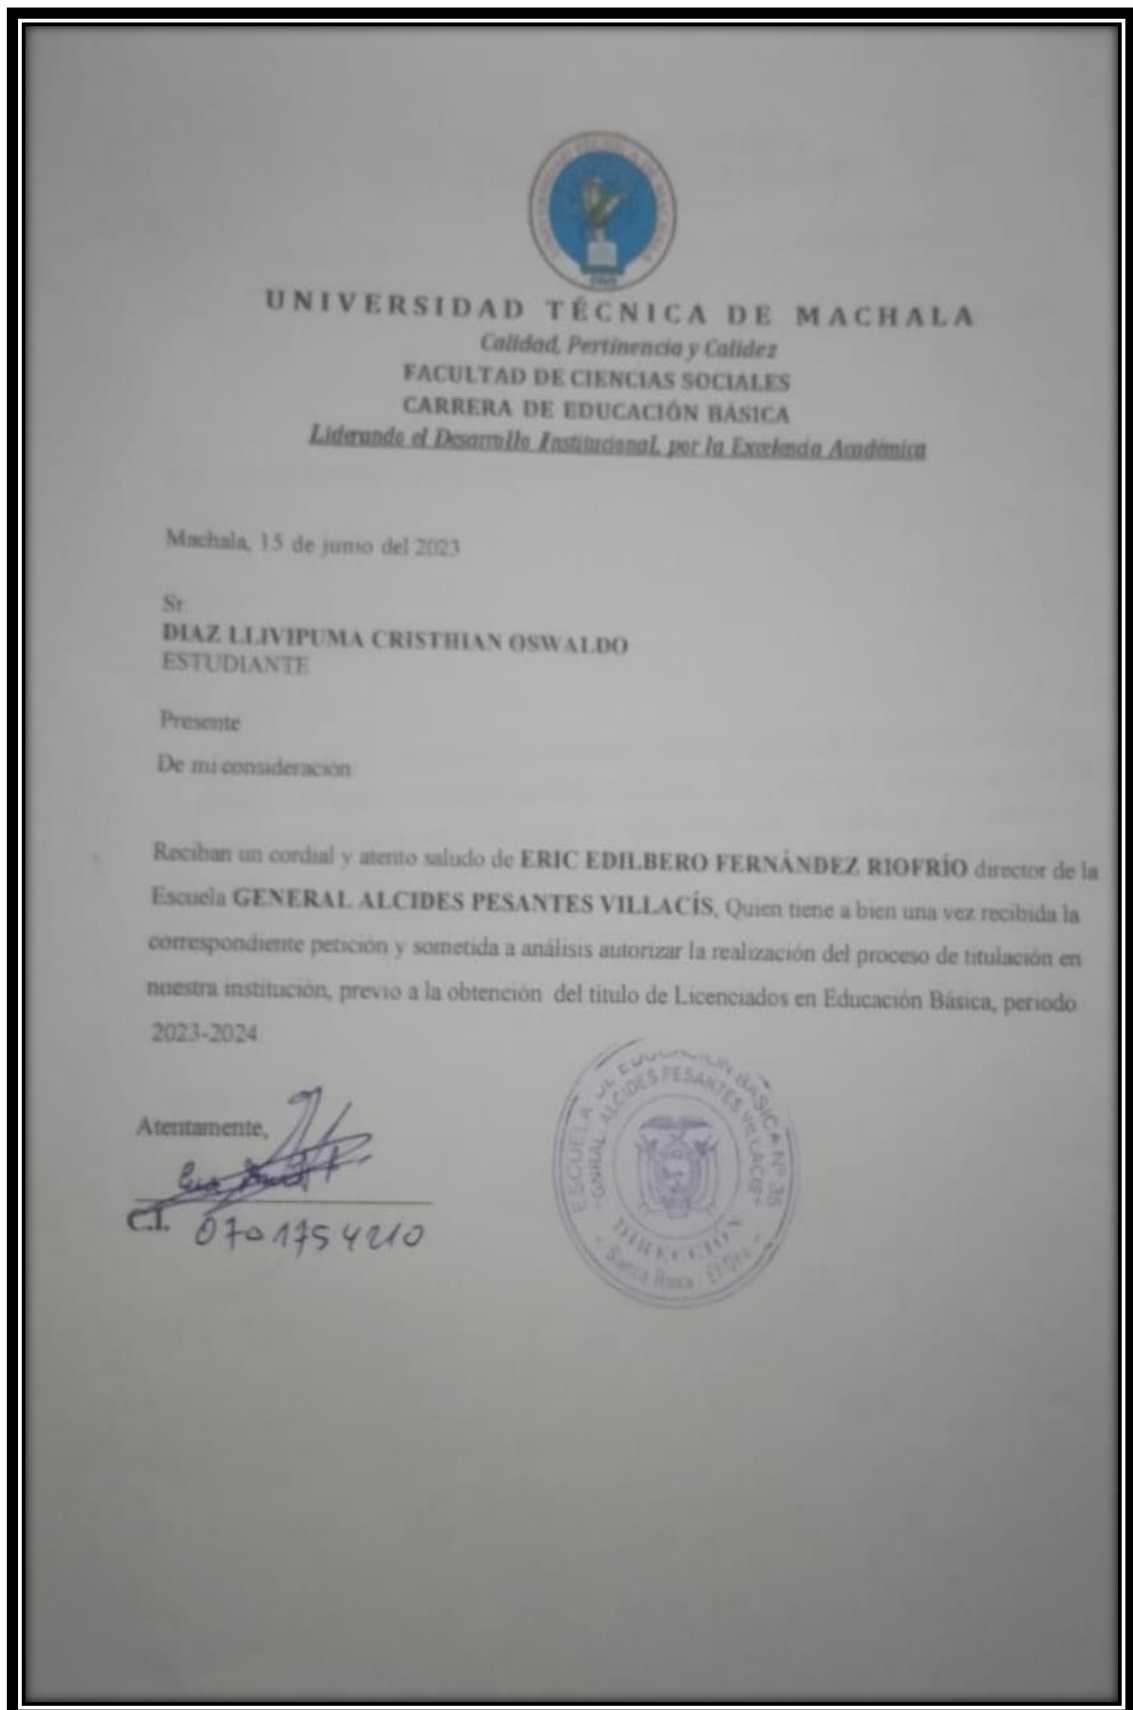 UNIVERSIDAD TÉCNICA DE MACHALA
Calidad, Pertinencia y Calidez
FACULTAD DE CIENCIAS SOCIALES
CARRERA DE EDUCACIÓN BÁSICA
Liderando el Desarrollo Institucional, por la Excelencia Académica
Machala, 15 de junio del 2023
Sr.
DIAZ LLIVIPUMA CRISTHIAN OSWALDO
ESTUDIANTE
Presente
De mi consideración:
Reciban un cordial y atento saludo de ERIC EDILBERO FERNÁNDEZ RIOFRÍO director de la
Escuela GENERAL ALCIDES PESANTES VILLACÍS, Quien tiene a bien una vez recibida la
correspondiente petición y sometida a análisis autorizar la realización del proceso de titulación en
nuestra institución, previo a la obtención del título de Licenciados en Educación Básica, periodo
2023-2024
Atentamente,
C.I. 0701754210
ESCUELA DE EDUCACION BASICA Nº 35
"GNRAL. ALCIDES PESANTES VILLACIS"
DIRECCIÓN
Santa Rosa - El Oro